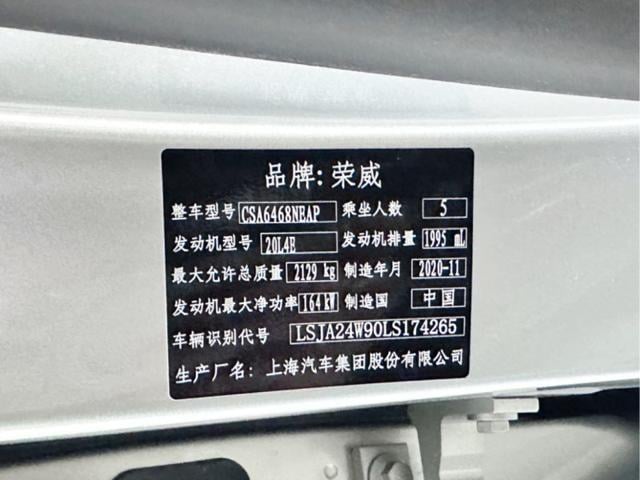 品牌: 荣威
整车型号 CSA6468NEAP 乘坐人数 5
发动机型号 20L4E 发动机排量 1995 mL
最大允许总质量 2129 kg 制造年月 2020-11
发动机最大净功率 164 kW 制造国 中国
车辆识别代号 LSJA24W90LS174265
生产厂名: 上海汽车集团股份有限公司